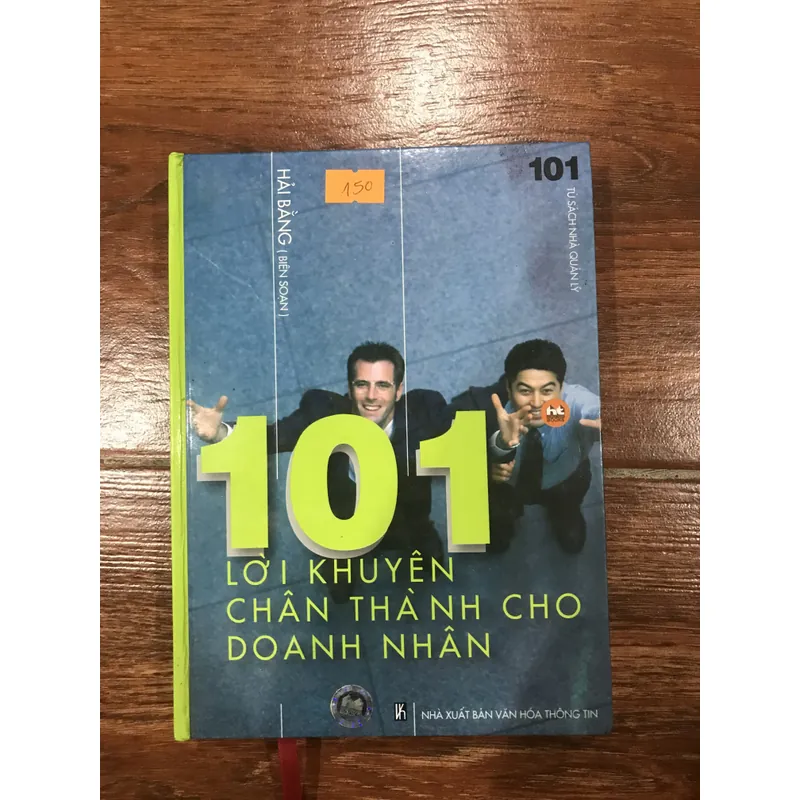 150
101
TỦ SÁCH NHÀ QUẢN LÝ
HẢI BẰNG ( BIÊN SOẠN )
ht
101
LỜI KHUYÊN
CHÂN THÀNH CHO
DOANH NHÂN
NHÀ XUẤT BẢN VĂN HÓA THÔNG TIN